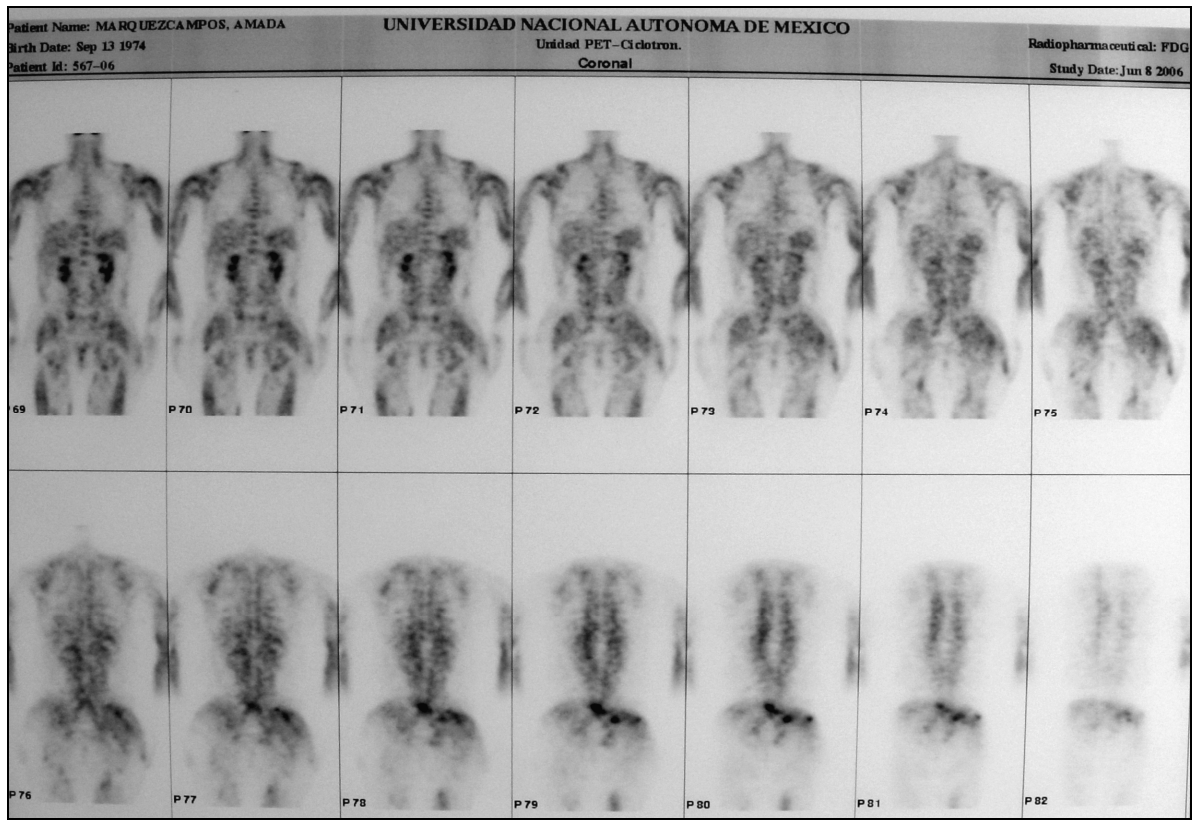 Patient Name: MARQUEZCAMPOS, AMADA
UNIVERSIDAD NACIONAL AUTONOMA DE MEXICO
Birth Date: Sep 13 1974
Unidad PET-Ciclotron.
Radiopharmaceutical: FDG
Patient Id: 567-06
Coronal
Study Date: Jun 8 2006
69
P 70
P 71
P 72
P 73
P 74
P 75
P 76
P 77
P 78
P 79
P 80
P 81
P 82